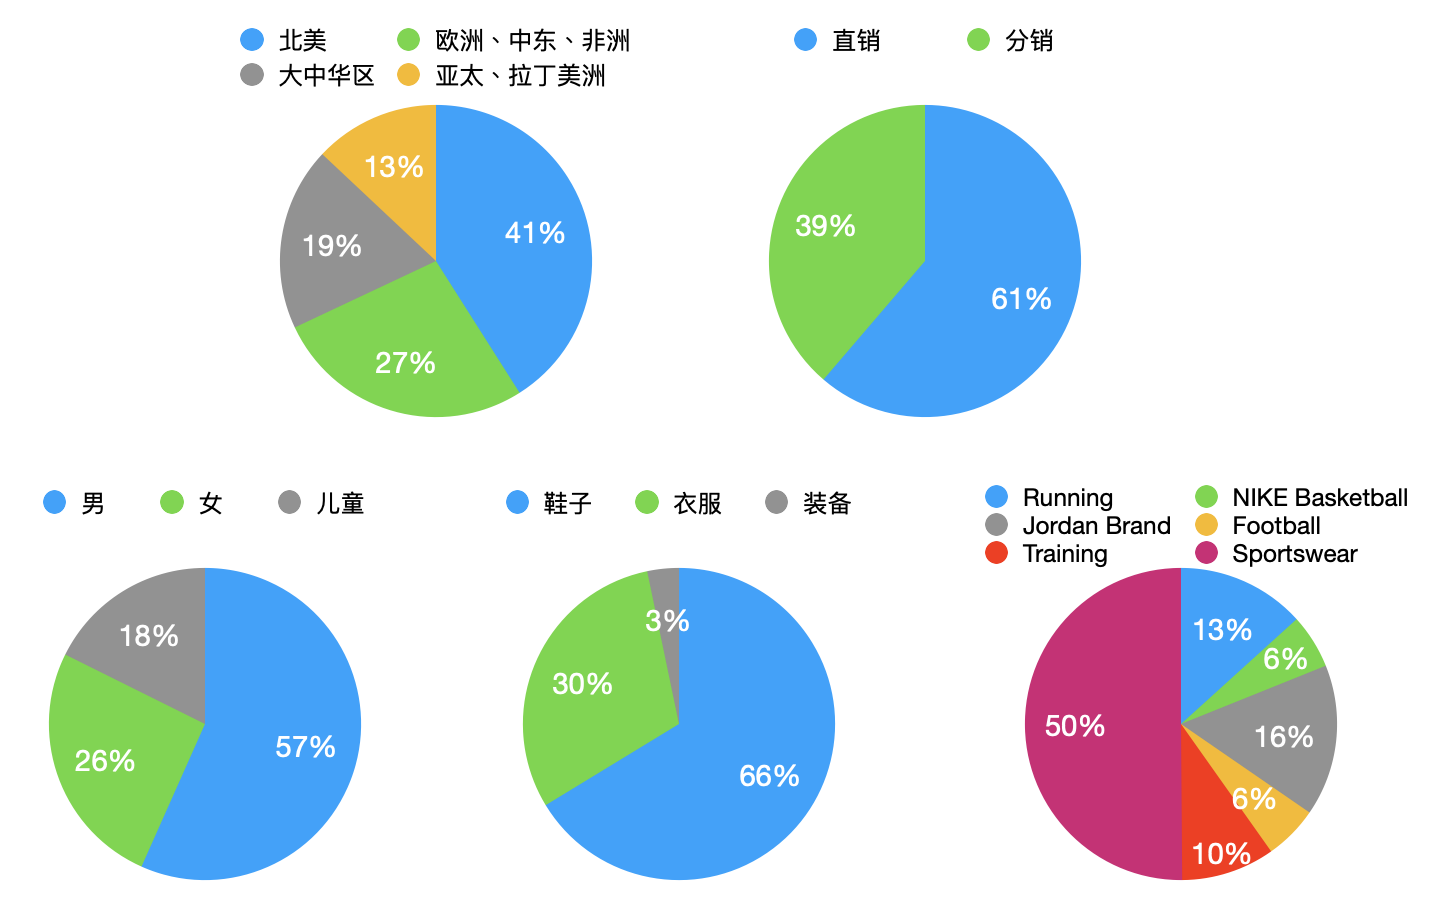 北美 欧洲、中东、非洲
大中华区 亚太、拉丁美洲
13%
41%
19%
27%
直销 分销
39%
61%
男 女 儿童
18%
57%
26%
鞋子 衣服 装备
3%
30%
66%
Running NIKE Basketball
Jordan Brand Football
Training Sportswear
13%
6%
50%
16%
6%
10%